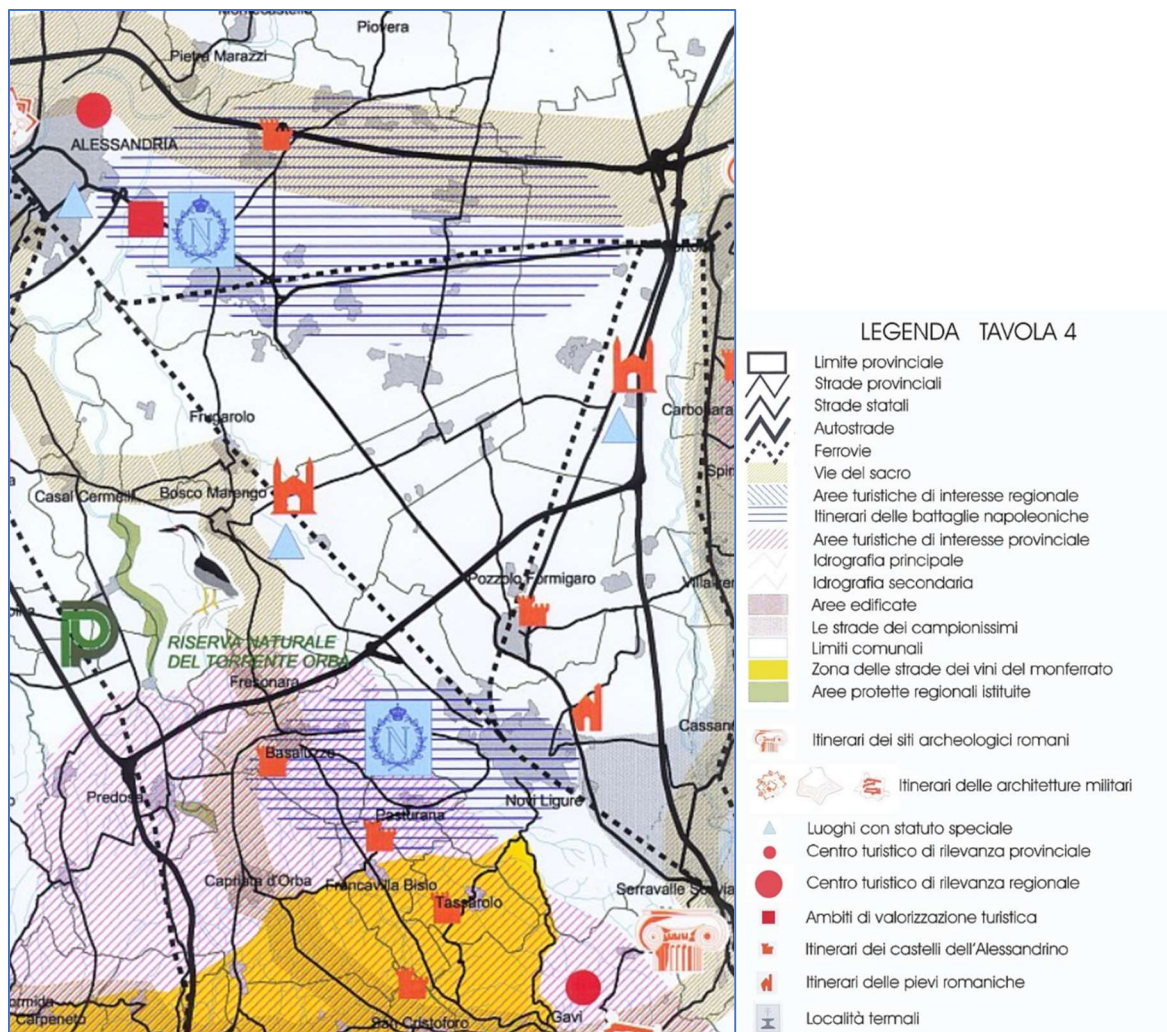 Piovera
Pietra Marazzi
ALESSANDRIA
N
Frugarolo
Casal Cermelli
Bosco Marengo
Pozzolo Formigaro
RISERVA NATURALE
DEL TORRENTE ORBA
Fresonara
N
Basaluzzo
Predosa
Novi Ligure
Pasturana
Capriata d'Orba
Francavilla Bisio
Tassarolo
Serravalle Scrivia
Gavi
Carpeneto
San Cristoforo
LEGENDA TAVOLA 4
Limite provinciale
Strade provinciali
Strade statali
Autostrade
Ferrovie
Vie del sacro
Aree turistiche di interesse regionale
Itinerari delle battaglie napoleoniche
Aree turistiche di interesse provinciale
Idrografia principale
Idrografia secondaria
Aree edificate
Le strade dei campionissimi
Limiti comunali
Zona delle strade dei vini del monferrato
Aree protette regionali istituite
Itinerari dei siti archeologici romani
Itinerari delle architetture militari
Luoghi con statuto speciale
Centro turistico di rilevanza provinciale
Centro turistico di rilevanza regionale
Ambiti di valorizzazione turistica
Itinerari dei castelli dell'Alessandrino
Itinerari delle pievi romaniche
Località termali